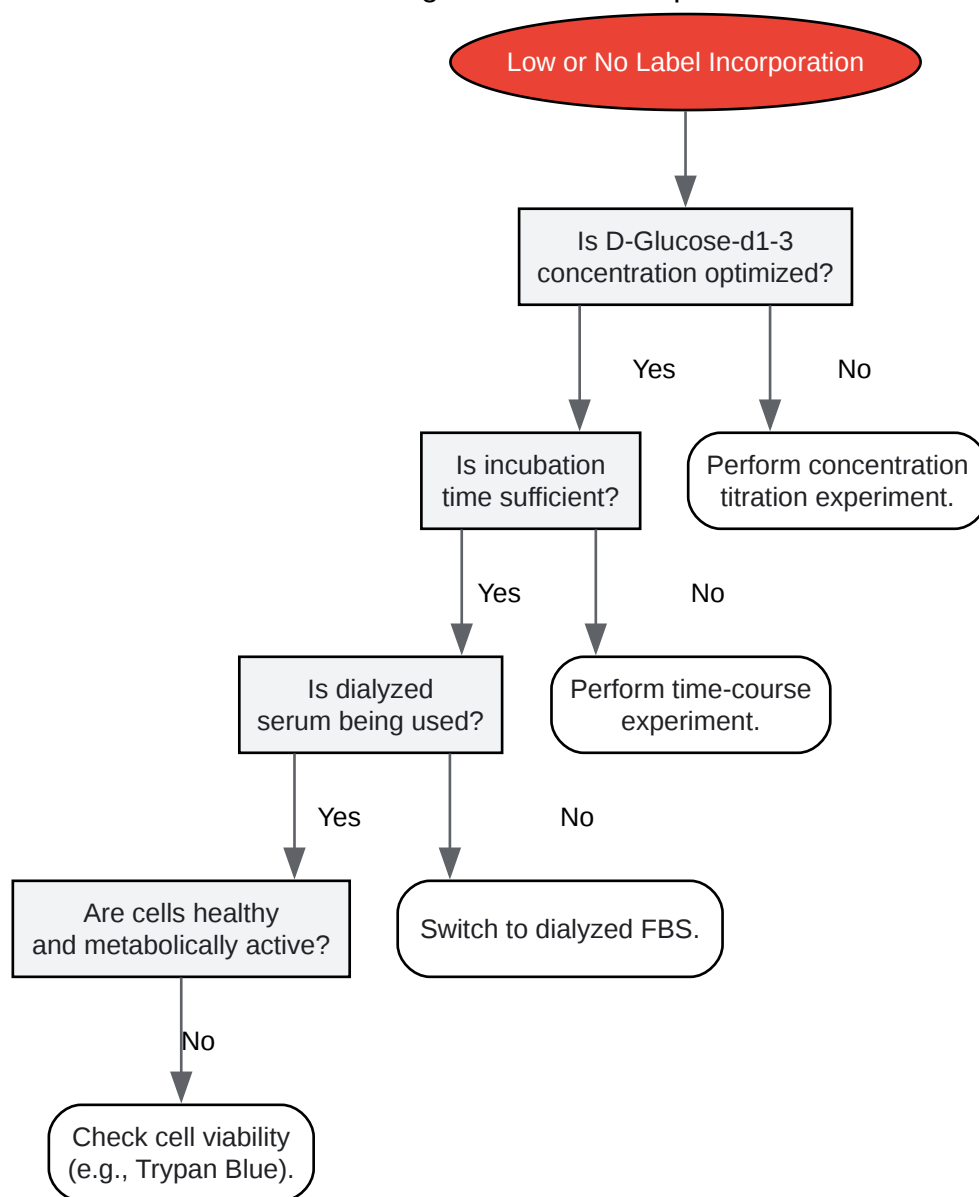 Low or No Label Incorporation
Is D-Glucose-d1-3
concentration optimized?
Yes
No
Is incubation
time sufficient?
Perform concentration
titration experiment.
Yes
No
Is dialyzed
serum being used?
Perform time-course
experiment.
Yes
No
Are cells healthy
and metabolically active?
Switch to dialyzed FBS.
No
Check cell viability
(e.g., Trypan Blue).